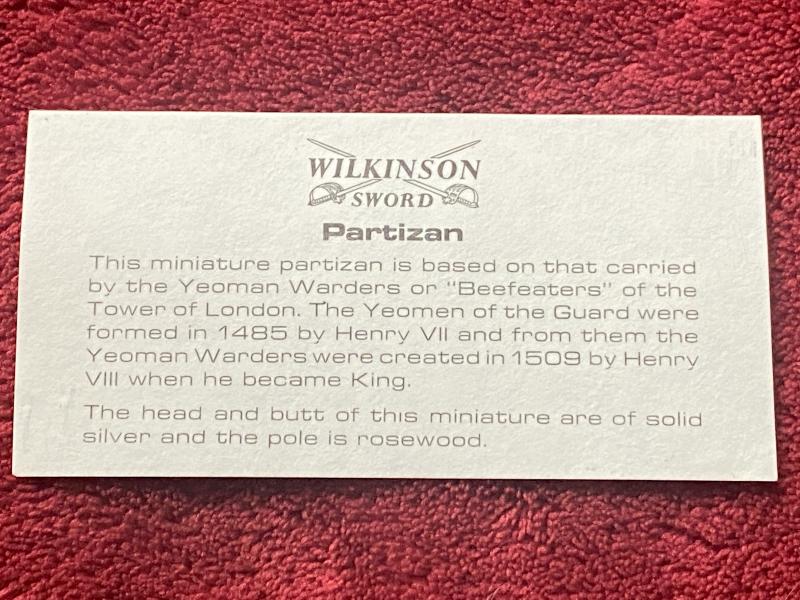 WILKINSON
SWORD
Partizan
This miniature partizan is based on that carried
by the Yeoman Warders or "Beefeaters" of the
Tower of London. The Yeomen of the Guard were
formed in 1485 by Henry VII and from them the
Yeoman Warders were created in 1509 by Henry
VIII when he became King.
The head and butt of this miniature are of solid
silver and the pole is rosewood.